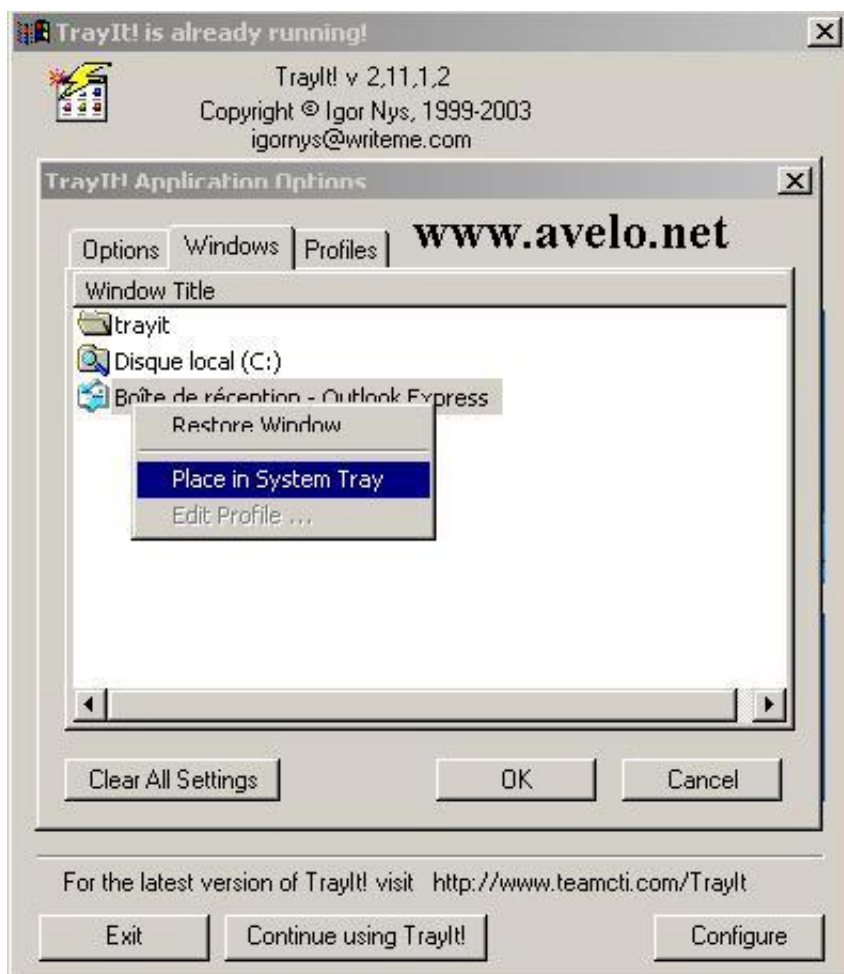 TrayIt! is already running!
TrayIt! v 2,11,1,2
Copyright © Igor Nys, 1999-2003
igornys@writeme.com
TrayIt! Application Options
www.avelo.net
Options Windows Profiles
Window Title
trayit
Disque local (C:)
Boîte de réception - Outlook Express
Restore Window
Place in System Tray
Edit Profile ...
Clear All Settings OK Cancel
For the latest version of TrayIt! visit http://www.teamcti.com/TrayIt
Exit Continue using TrayIt! Configure